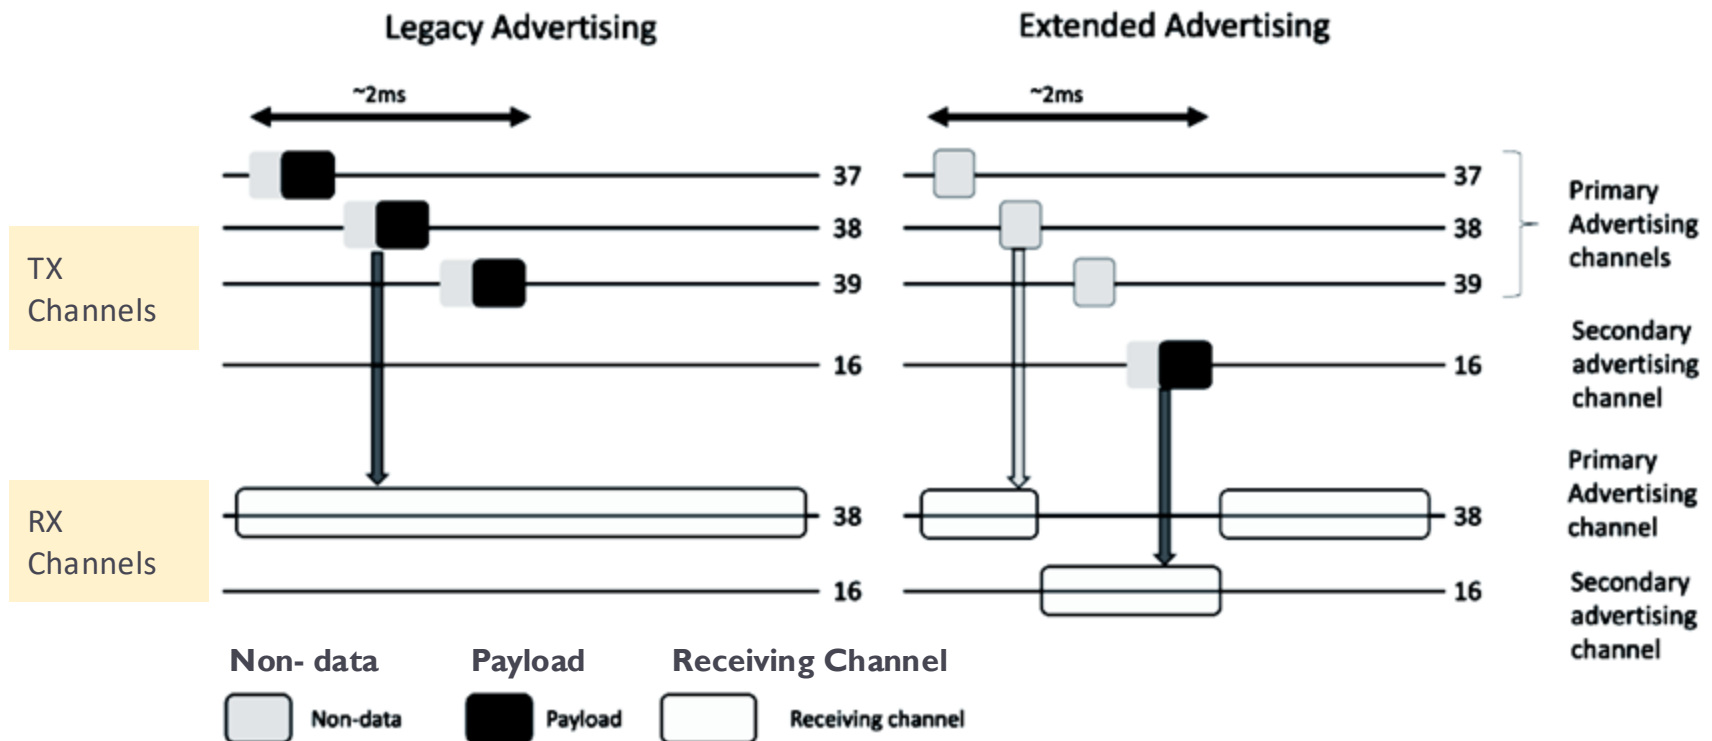 Legacy Advertising
Extended Advertising
~2ms
~2ms
37
37
38
38
39
39
16
16
Primary
Advertising
channels
Secondary
advertising
channel
TX
Channels
RX
Channels
38
38
16
16
Primary
Advertising
channel
Secondary
advertising
channel
Non- data
Payload
Receiving Channel
Non-data
Payload
Receiving channel